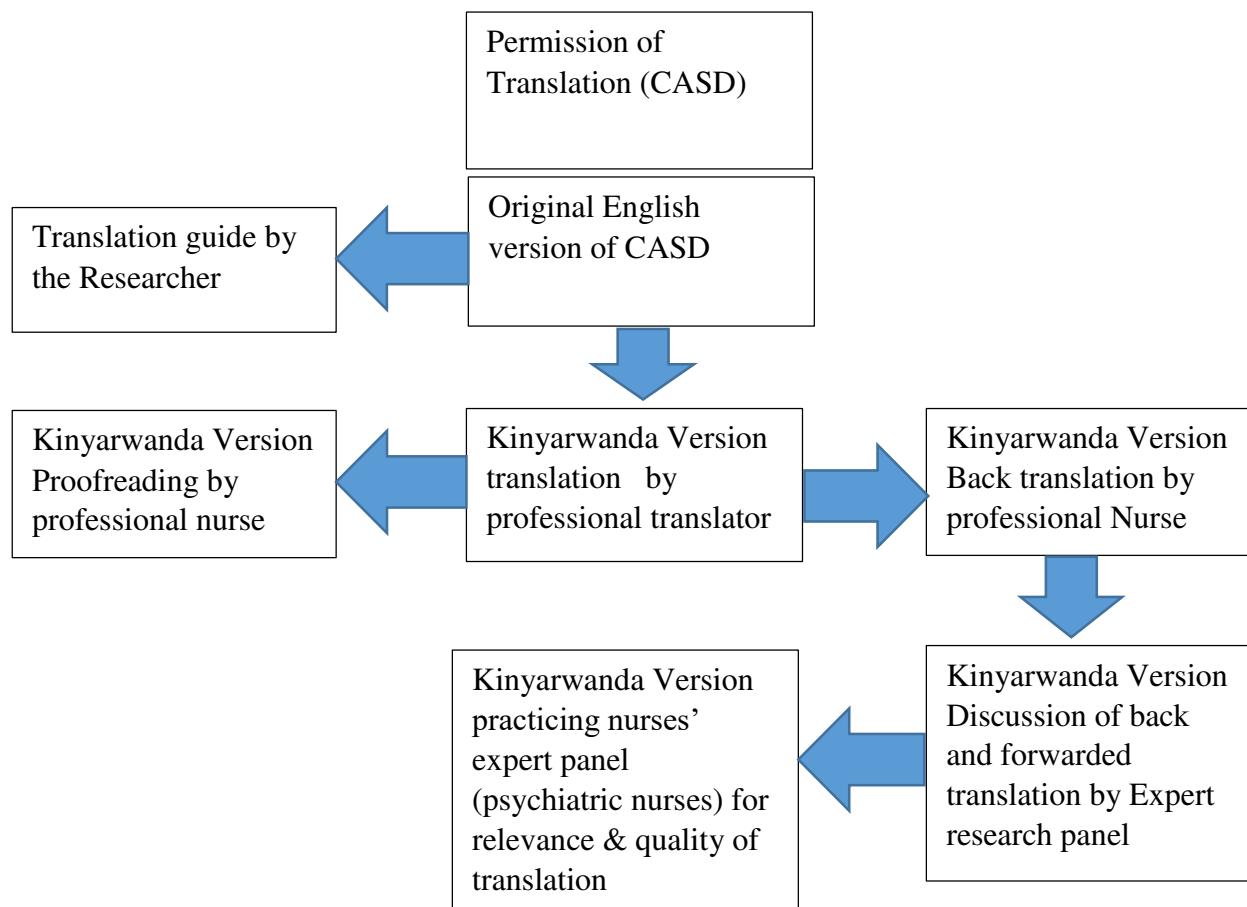 Permission of
Translation (CASD)
Original English
version of CASD
Translation guide by
the Researcher
Kinyarwanda Version
Proofreading by
professional nurse
Kinyarwanda Version
translation by
professional translator
Kinyarwanda Version
Back translation by
professional Nurse
Kinyarwanda Version
practicing nurses’
expert panel
(psychiatric nurses) for
relevance & quality of
translation
Kinyarwanda Version
Discussion of back
and forwarded
translation by Expert
research panel